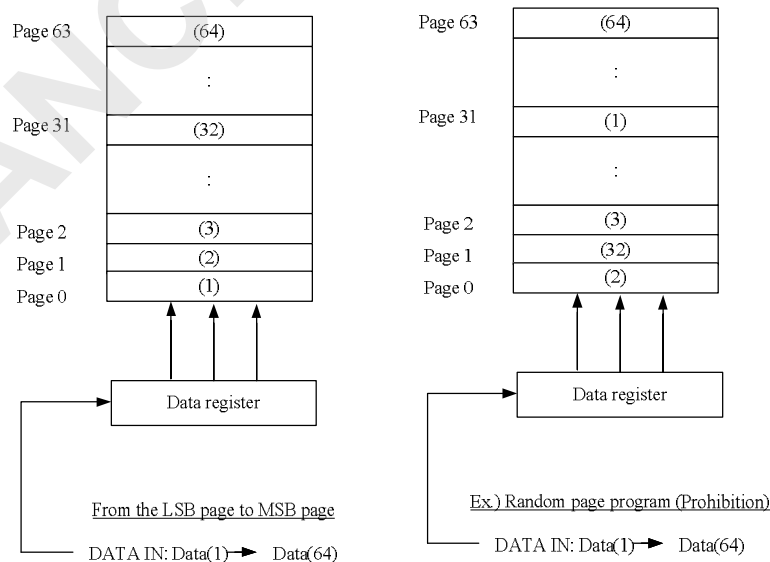 Page 63 (64)
:
Page 31 (32)
:
Page 2 (3)
Page 1 (2)
Page 0 (1)
Data register
From the LSB page to MSB page
DATA IN: Data(1) Data(64)
Page 63 (64)
:
Page 31 (1)
:
Page 2 (3)
Page 1 (32)
Page 0 (2)
Data register
Ex.) Random page program (Prohibition)
DATA IN: Data(1) Data(64)